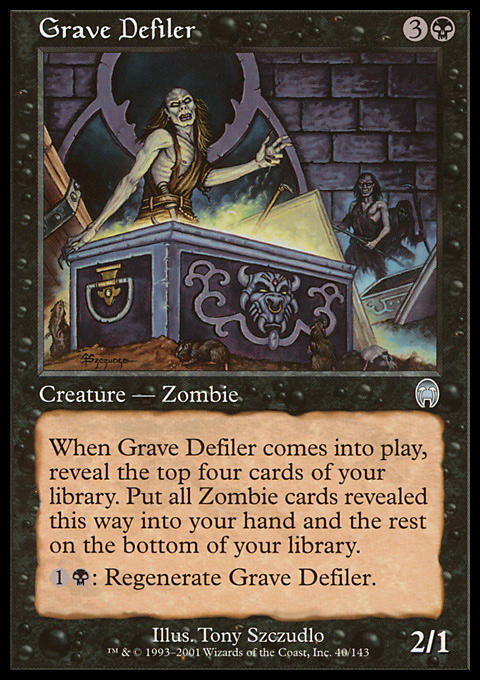 Grave Defiler 3
Creature — Zombie
When Grave Defiler comes into play,
reveal the top four cards of your
library. Put all Zombie cards revealed
this way into your hand and the rest
on the bottom of your library.
1 : Regenerate Grave Defiler.
Illus. Tony Szczudlo
2/1
™ & © 1993–2001 Wizards of the Coast, Inc. 40/143